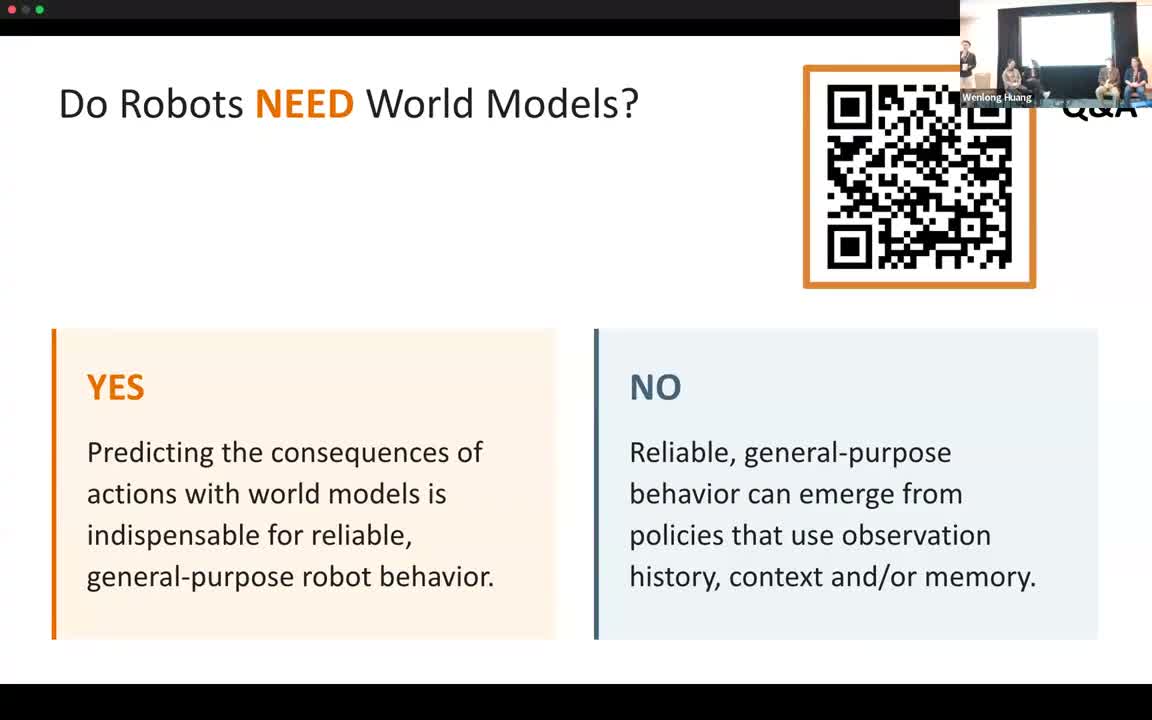 Do Robots NEED World Models?
Wenlong Huang
Q&A
YES
Predicting the consequences of
actions with world models is
indispensable for reliable,
general-purpose robot behavior.
NO
Reliable, general-purpose
behavior can emerge from
policies that use observation
history, context and/or memory.